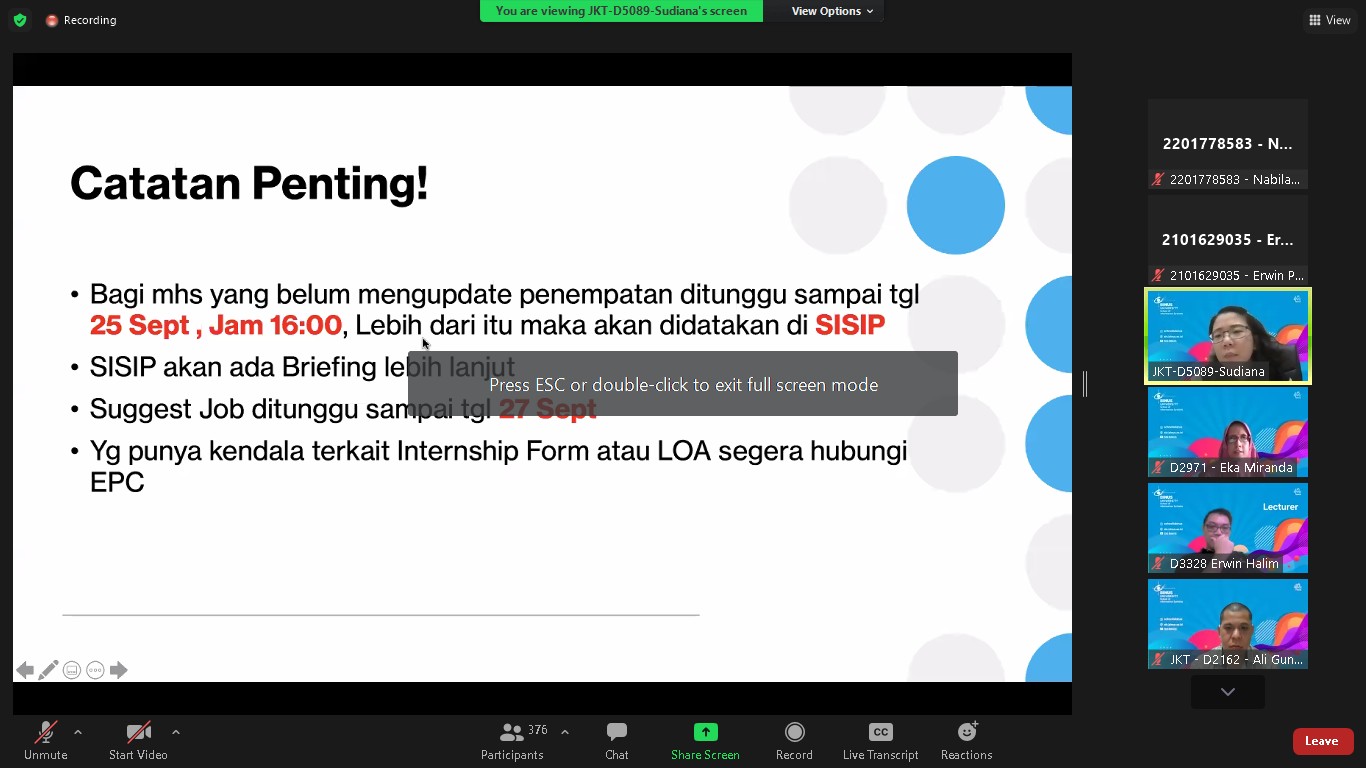 Recording
You are viewing JKT-D5089-Sudiana's screen
View Options
View
Catatan Penting!
• Bagi mhs yang belum mengupdate penempatan ditunggu sampai tgl
25 Sept , Jam 16:00, Lebih dari itu maka akan didatakan di SISIP
• SISIP akan ada Briefing lebih lanjut
Press ESC or double-click to exit full screen mode
• Suggest Job ditunggu sampai tgl 27 Sept
• Yg punya kendala terkait Internship Form atau LOA segera hubungi
EPC
2201778583 - N...
2201778583 - Nabila...
2101629035 - Er...
2101629035 - Erwin P...
JKT-D5089-Sudiana
D2971 - Eka Miranda
Lecturer
D3328 Erwin Halim
JKT - D2162 - Ali Gun...
Unmute
Start Video
376
Participants
Chat
Share Screen
Record
CC
Live Transcript
Reactions
Leave